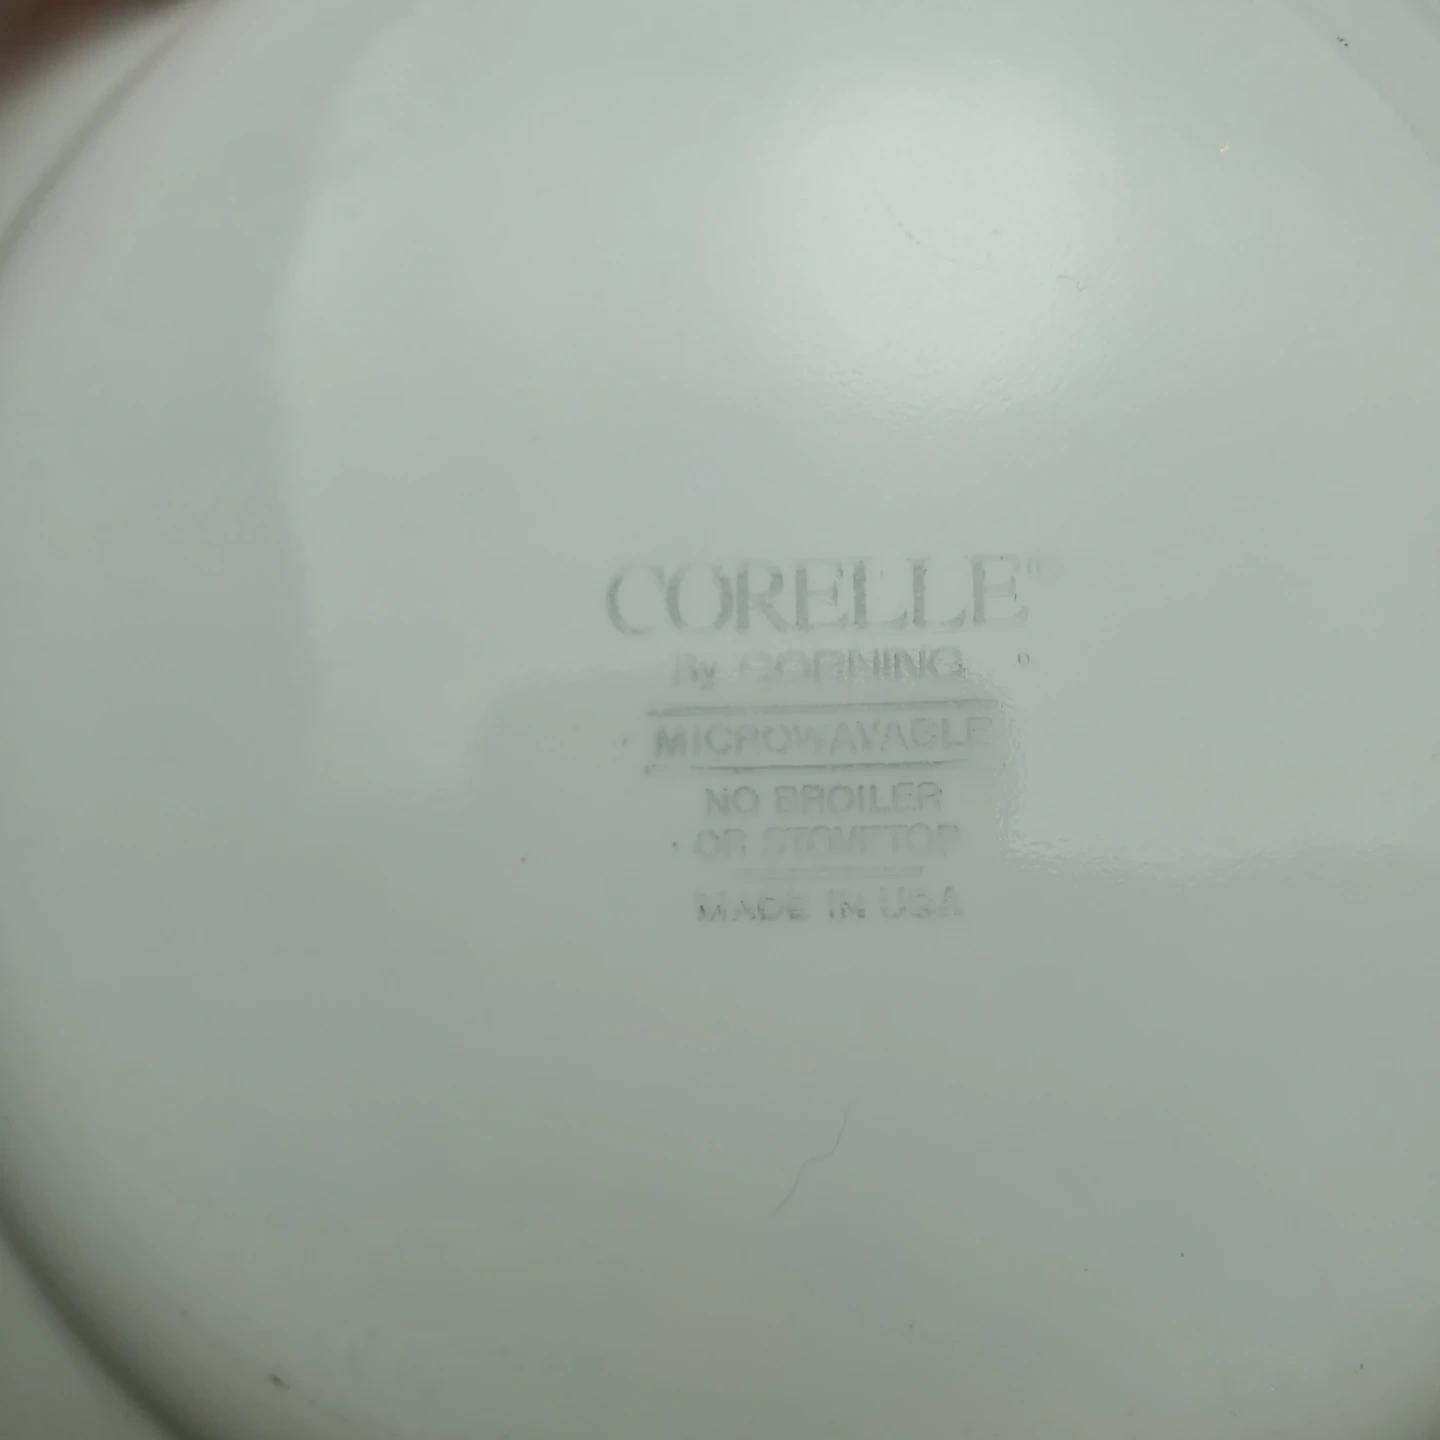 CORELLE®
By CORNING
MICROWAVABLE
NO BROILER
OR STOVETOP
MADE IN USA